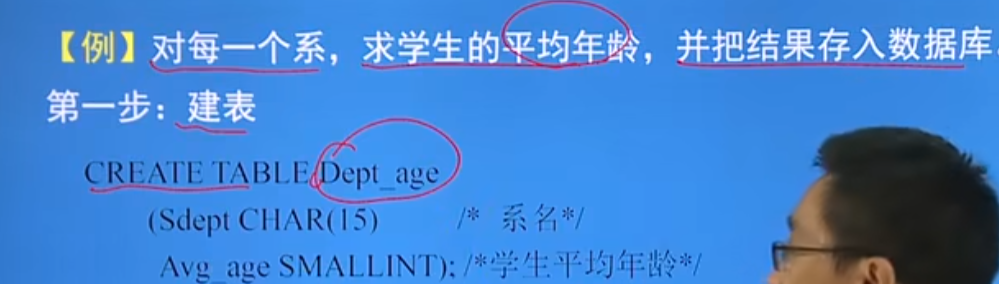 【例】对每一个系，求学生的平均年龄，并把结果存入数据库
第一步：建表
CREATE TABLE Dept_age
(Sdept CHAR(15) /* 系名*/
Avg_age SMALLINT); /*学生平均年龄*/